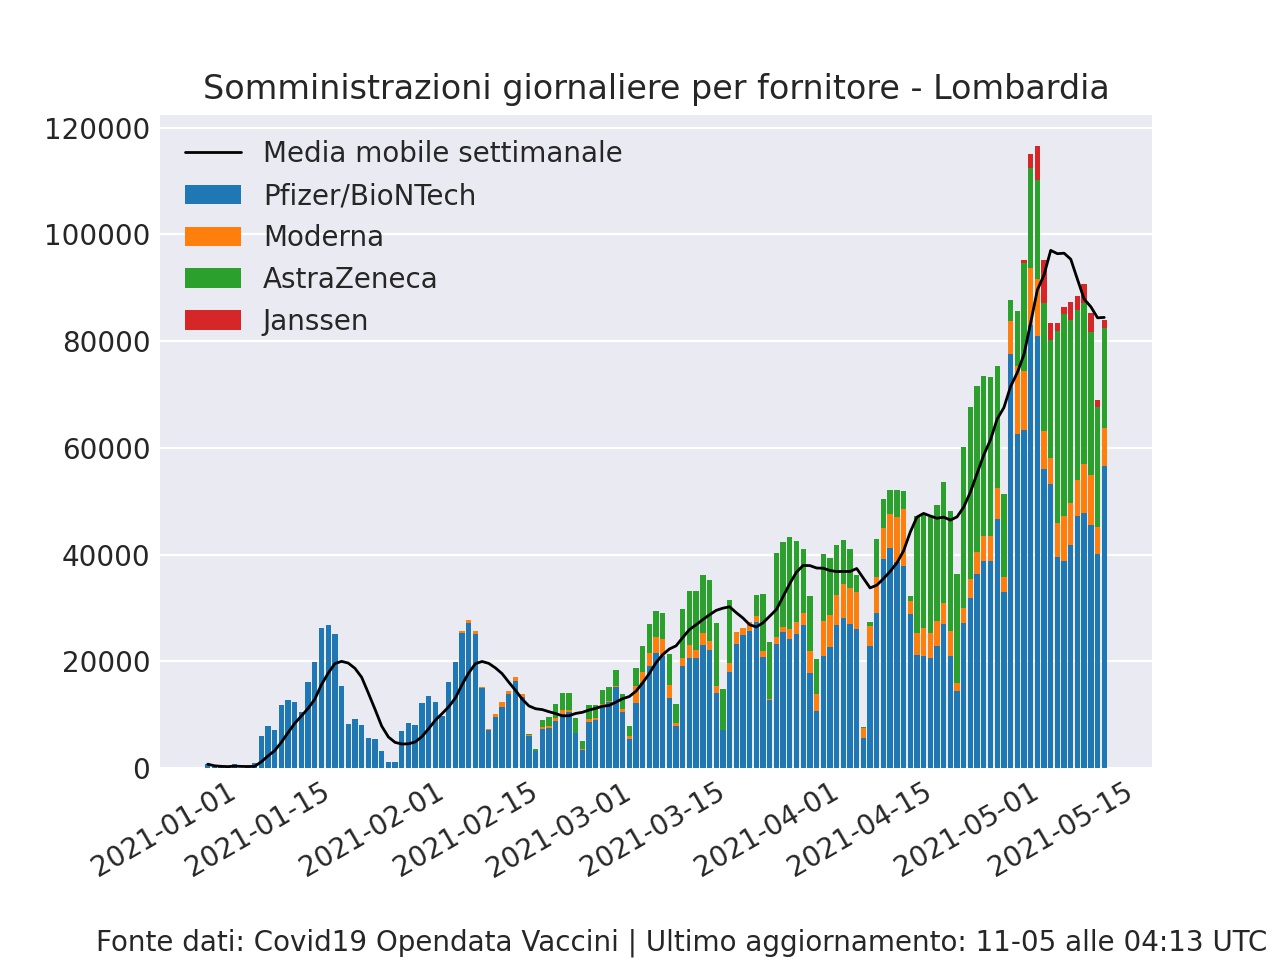 Somministrazioni giornaliere per fornitore - Lombardia
120000
100000
80000
60000
40000
20000
0
Media mobile settimanale
Pfizer/BioNTech
Moderna
AstraZeneca
Janssen
2021-01-01
2021-01-15
2021-02-01
2021-02-15
2021-03-01
2021-03-15
2021-04-01
2021-04-15
2021-05-01
2021-05-15
Fonte dati: Covid19 Opendata Vaccini | Ultimo aggiornamento: 11-05 alle 04:13 UTC